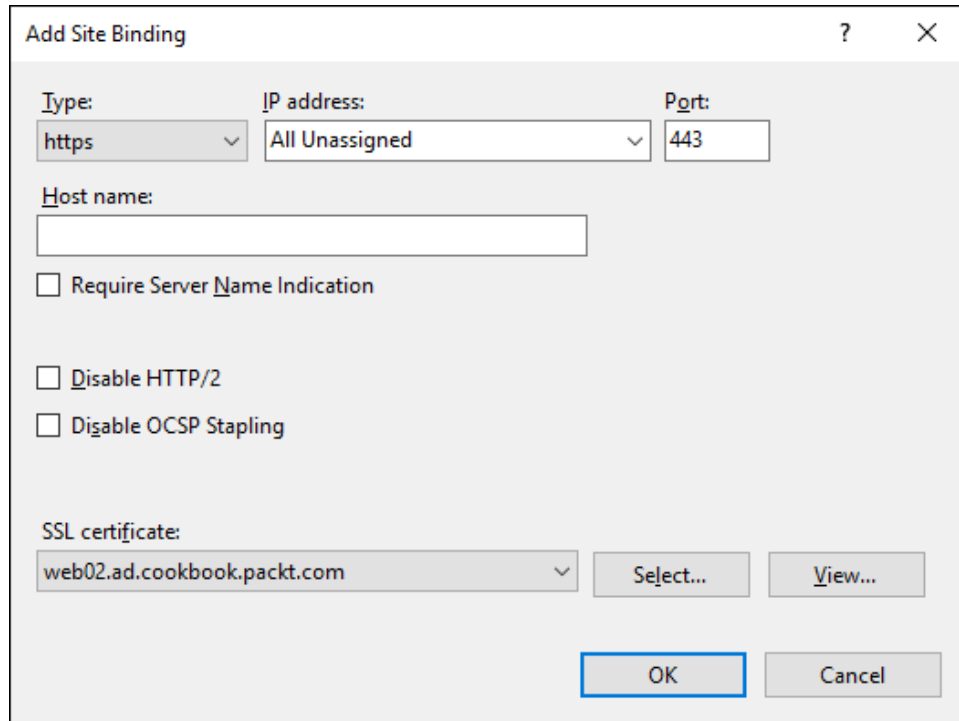 Add Site Binding ?
Type: IP address: Port:
https All Unassigned 443
Host name:
Require Server Name Indication
Disable HTTP/2
Disable OCSP Stapling
SSL certificate:
web02.ad.cookbook.packt.com Select... View...
OK Cancel